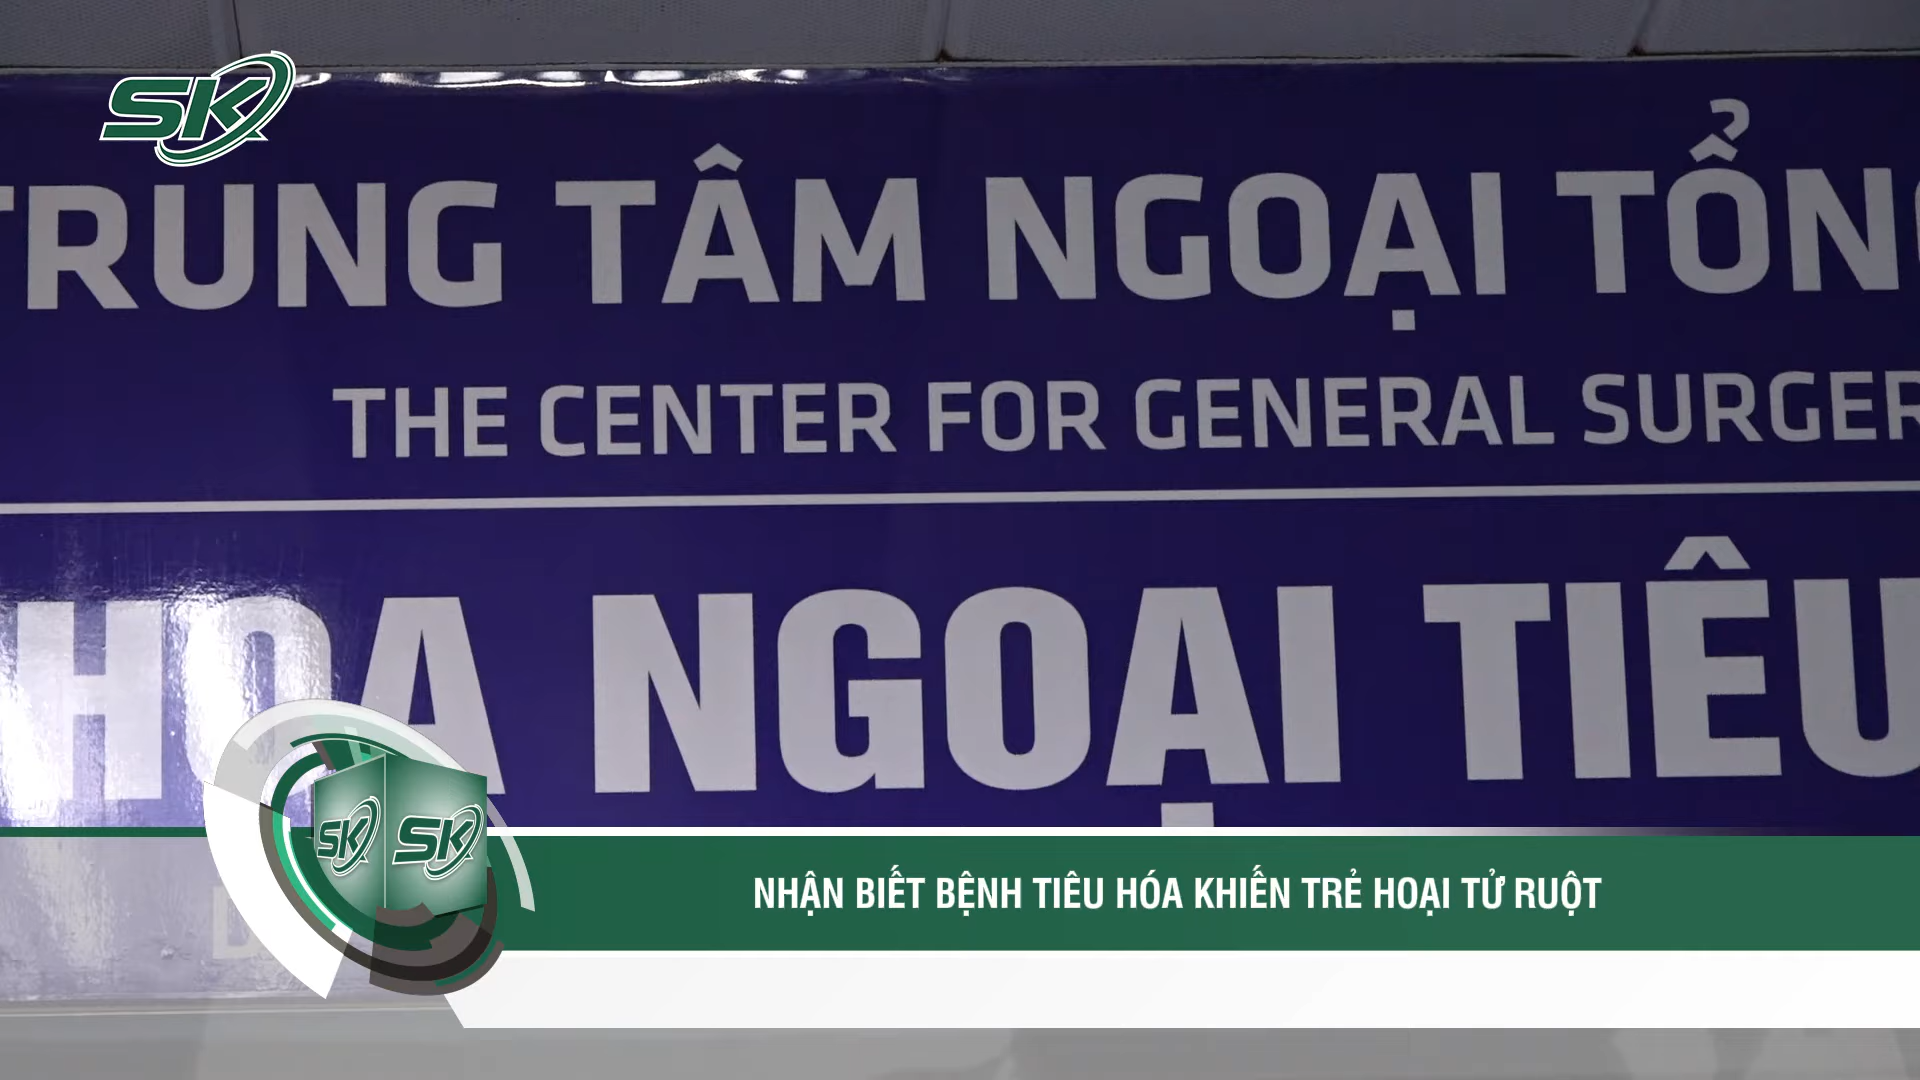 SK
TRUNG TÂM NGOẠI TỔNG
THE CENTER FOR GENERAL SURGER
HOA NGOẠI TIÊU
SK SK
NHẬN BIẾT BỆNH TIÊU HÓA KHIẾN TRẺ HOẠI TỬ RUỘT